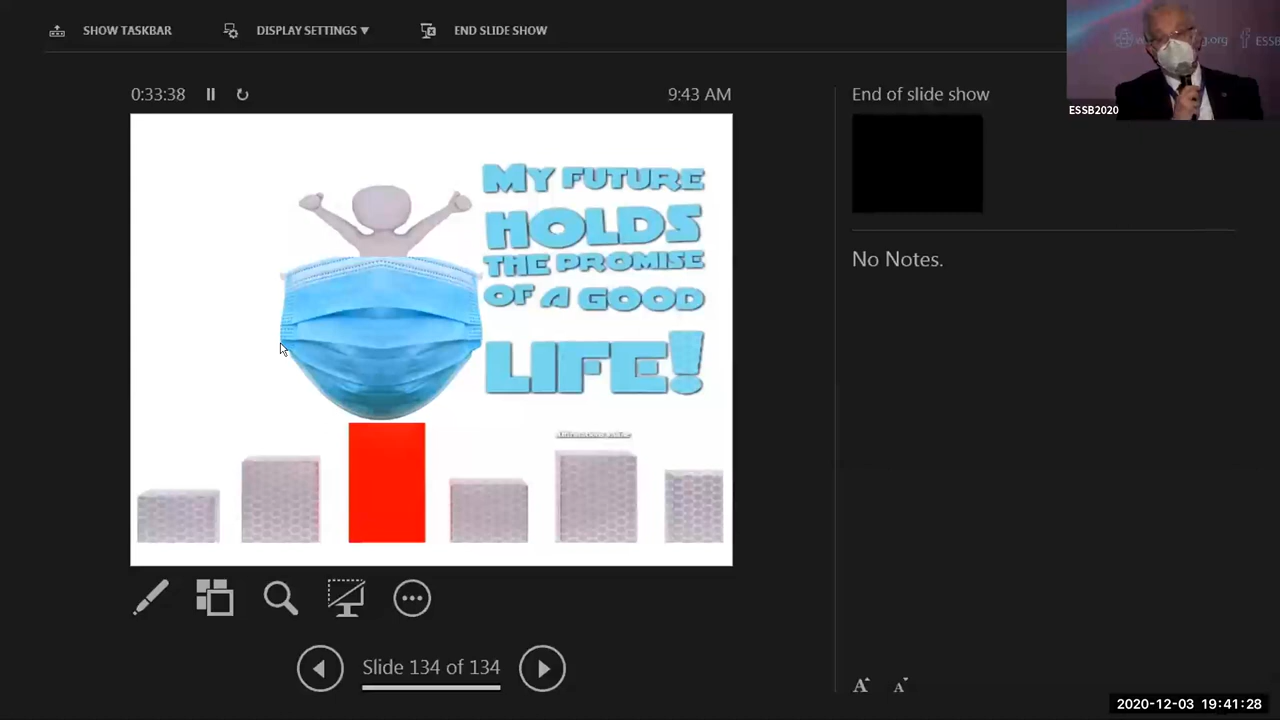 SHOW TASKBAR
DISPLAY SETTINGS ▼
END SLIDE SHOW
0:33:38
9:43 AM
End of slide show
ESSB2020
MY FUTURE
HOLDS
THE PROMISE
OF A GOOD
LIFE!
No Notes.
Slide 134 of 134
A A
2020-12-03 19:41:28